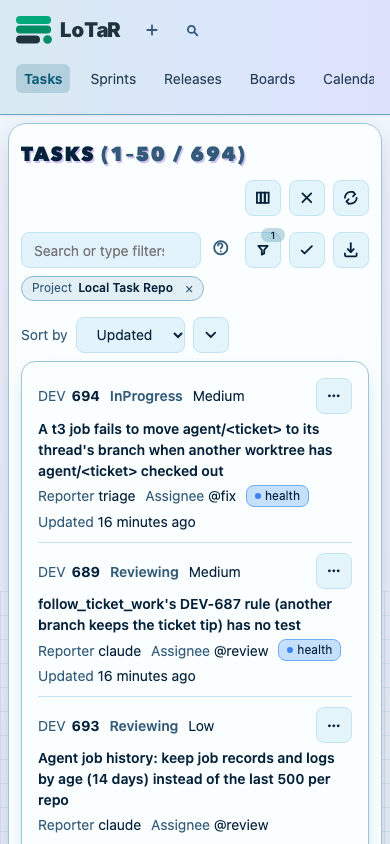 LoTaR
Tasks Sprints Releases Boards Calenda
TASKS (1-50 / 694)
Search or type filter: 1
Project Local Task Repo ×
Sort by Updated
DEV 694 InProgress Medium ...
A t3 job fails to move agent/<ticket> to its
thread's branch when another worktree has
agent/<ticket> checked out
Reporter triage Assignee @fix health
Updated 16 minutes ago
DEV 689 Reviewing Medium ...
follow_ticket_work's DEV-687 rule (another
branch keeps the ticket tip) has no test
Reporter claude Assignee @review health
Updated 16 minutes ago
DEV 693 Reviewing Low ...
Agent job history: keep job records and logs
by age (14 days) instead of the last 500 per
repo
Reporter claude Assignee @review